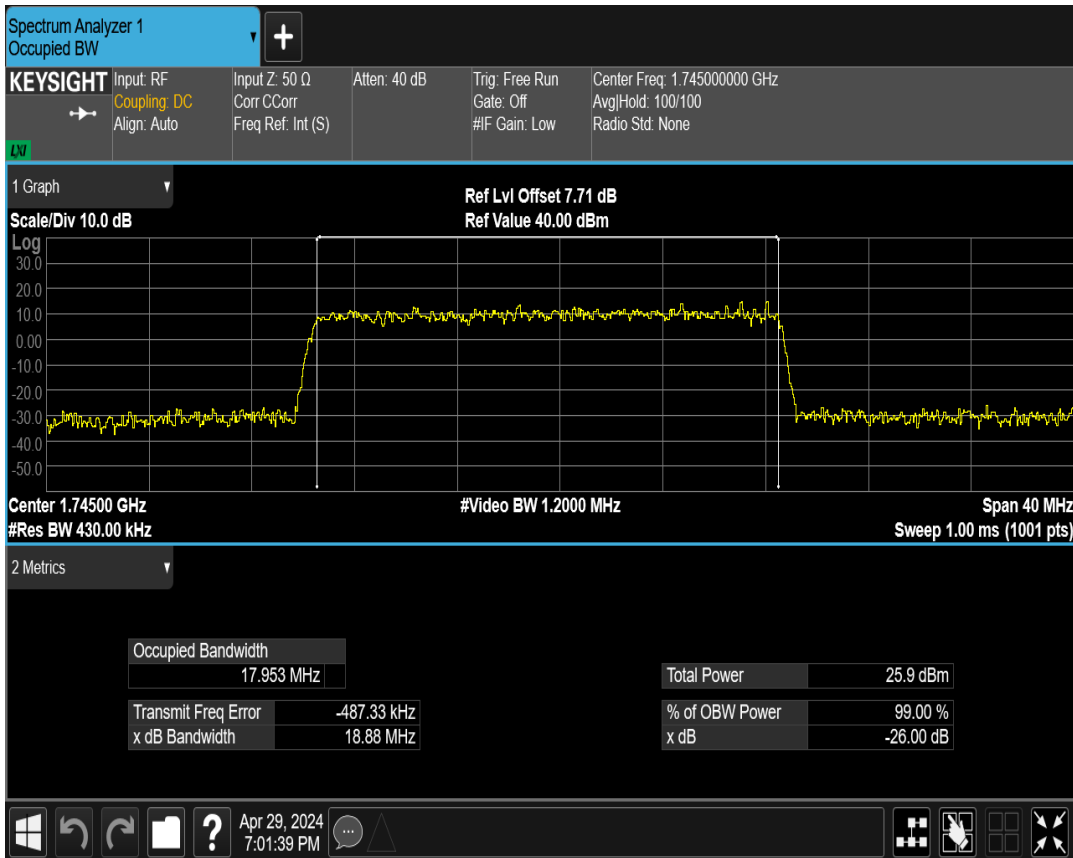 Spectrum Analyzer 1
Occupied BW
+
KEYSIGHT
LXI
Input: RF
Coupling: DC
Align: Auto
Input Z: 50 Ω
Corr CCorr
Freq Ref: Int (S)
Atten: 40 dB
Trig: Free Run
Gate: Off
#IF Gain: Low
Center Freq: 1.745000000 GHz
Avg|Hold: 100/100
Radio Std: None
1 Graph
Scale/Div 10.0 dB
Ref Lvl Offset 7.71 dB
Ref Value 40.00 dBm
Log
30.0
20.0
10.0
0.00
-10.0
-20.0
-30.0
-40.0
-50.0
Center 1.74500 GHz
#Video BW 1.2000 MHz
Span 40 MHz
#Res BW 430.00 kHz
Sweep 1.00 ms (1001 pts)
2 Metrics
Occupied Bandwidth
17.953 MHz
Transmit Freq Error -487.33 kHz
x dB Bandwidth 18.88 MHz
Total Power 25.9 dBm
% of OBW Power 99.00 %
x dB -26.00 dB
?
Apr 29, 2024
7:01:39 PM